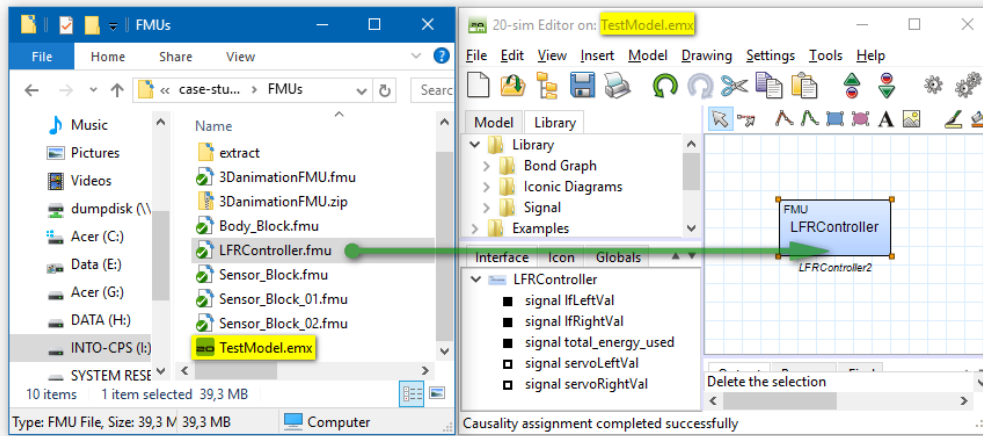 FMUs
File Home Share View
« case-stu... > FMUs
Searc
Music
Pictures
Videos
dumpdisk (\\
Acer (C:)
Data (E:)
Acer (G:)
DATA (H:)
INTO-CPS (I:)
SYSTEM RESE
Name
extract
3DanimationFMU.fmu
3DanimationFMU.zip
Body_Block.fmu
LFRController.fmu
Sensor_Block.fmu
Sensor_Block_01.fmu
Sensor_Block_02.fmu
TestModel.emx
10 items 1 item selected 39,3 MB
Type: FMU File, Size: 39,3 M 39,3 MB Computer
20-sim Editor on: TestModel.emx
File Edit View Insert Model Drawing Settings Tools Help
Model Library
A
Library
Bond Graph
Iconic Diagrams
Signal
Examples
Interface Icon Globals
LFRController
signal lfLeftVal
signal lfRightVal
signal total_energy_used
signal servoLeftVal
signal servoRightVal
FMU
LFRController
LFRController2
Delete the selection
Causality assignment completed successfully